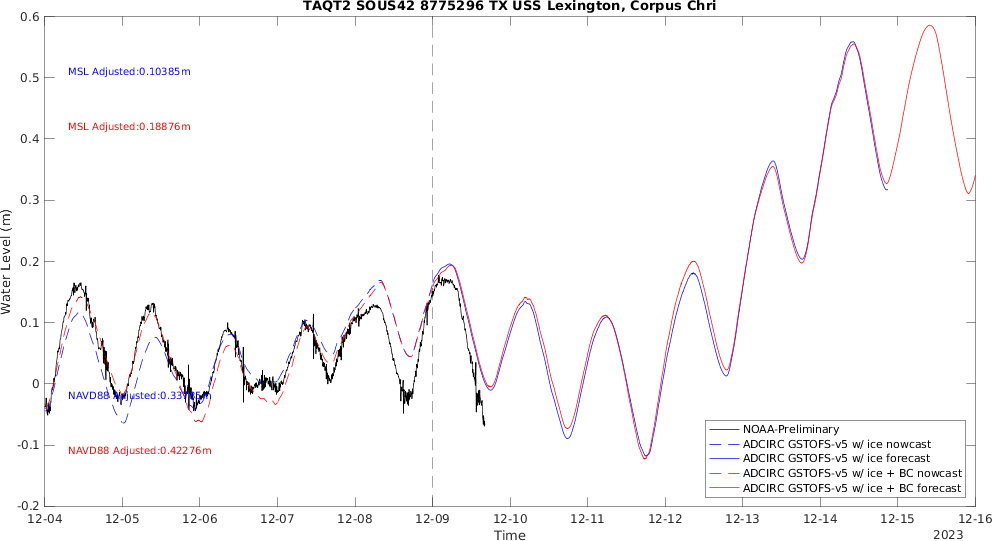 TAQT2 SOUS42 8775296 TX USS Lexington, Corpus Chri
0.6
0.5
0.4
0.3
0.2
0.1
0
-0.1
-0.2
Water Level (m)
MSL Adjusted:0.10385m
MSL Adjusted:0.18876m
NAVD88 Adjusted:
NAVD88 Adjusted:0.42276m
NOAA-Preliminary
ADCIRC GSTOFS-v5 w/ ice nowcast
ADCIRC GSTOFS-v5 w/ ice forecast
ADCIRC GSTOFS-v5 w/ ice + BC nowcast
ADCIRC GSTOFS-v5 w/ ice + BC forecast
12-04 12-05 12-06 12-07 12-08 12-09 12-10 12-11 12-12 12-13 12-14 12-15 12-16
Time
2023